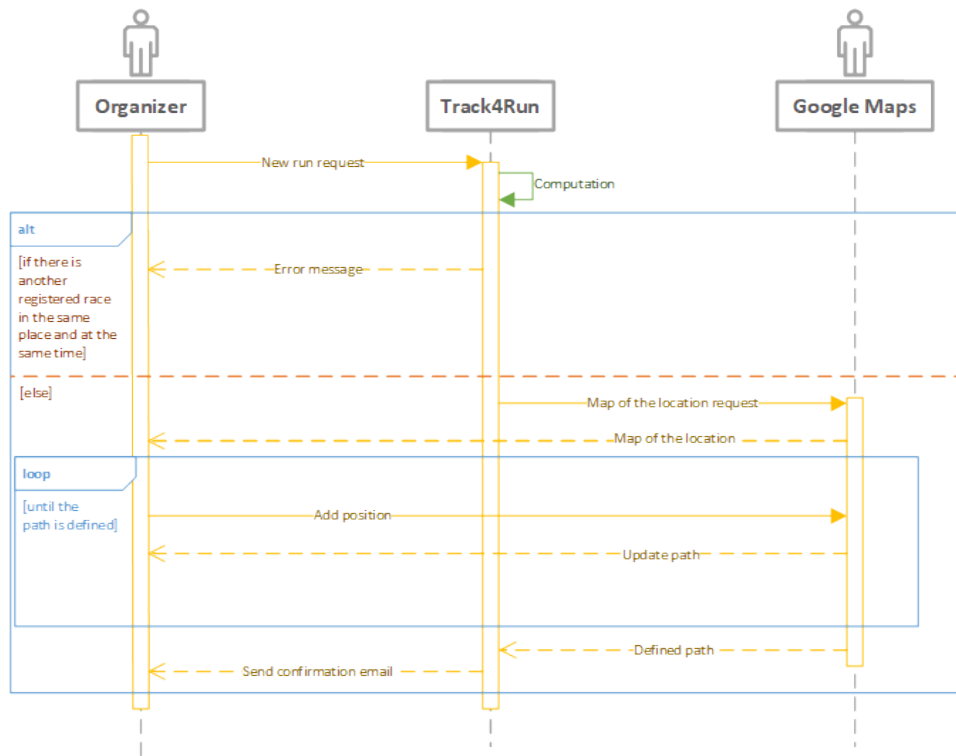 Organizer
Track4Run
Google Maps
New run request
Computation
alt
[if there is
another
registered race
in the same
place and at the
same time]
Error message
[else]
Map of the location request
Map of the location
loop
[until the
path is defined]
Add position
Update path
Defined path
Send confirmation email